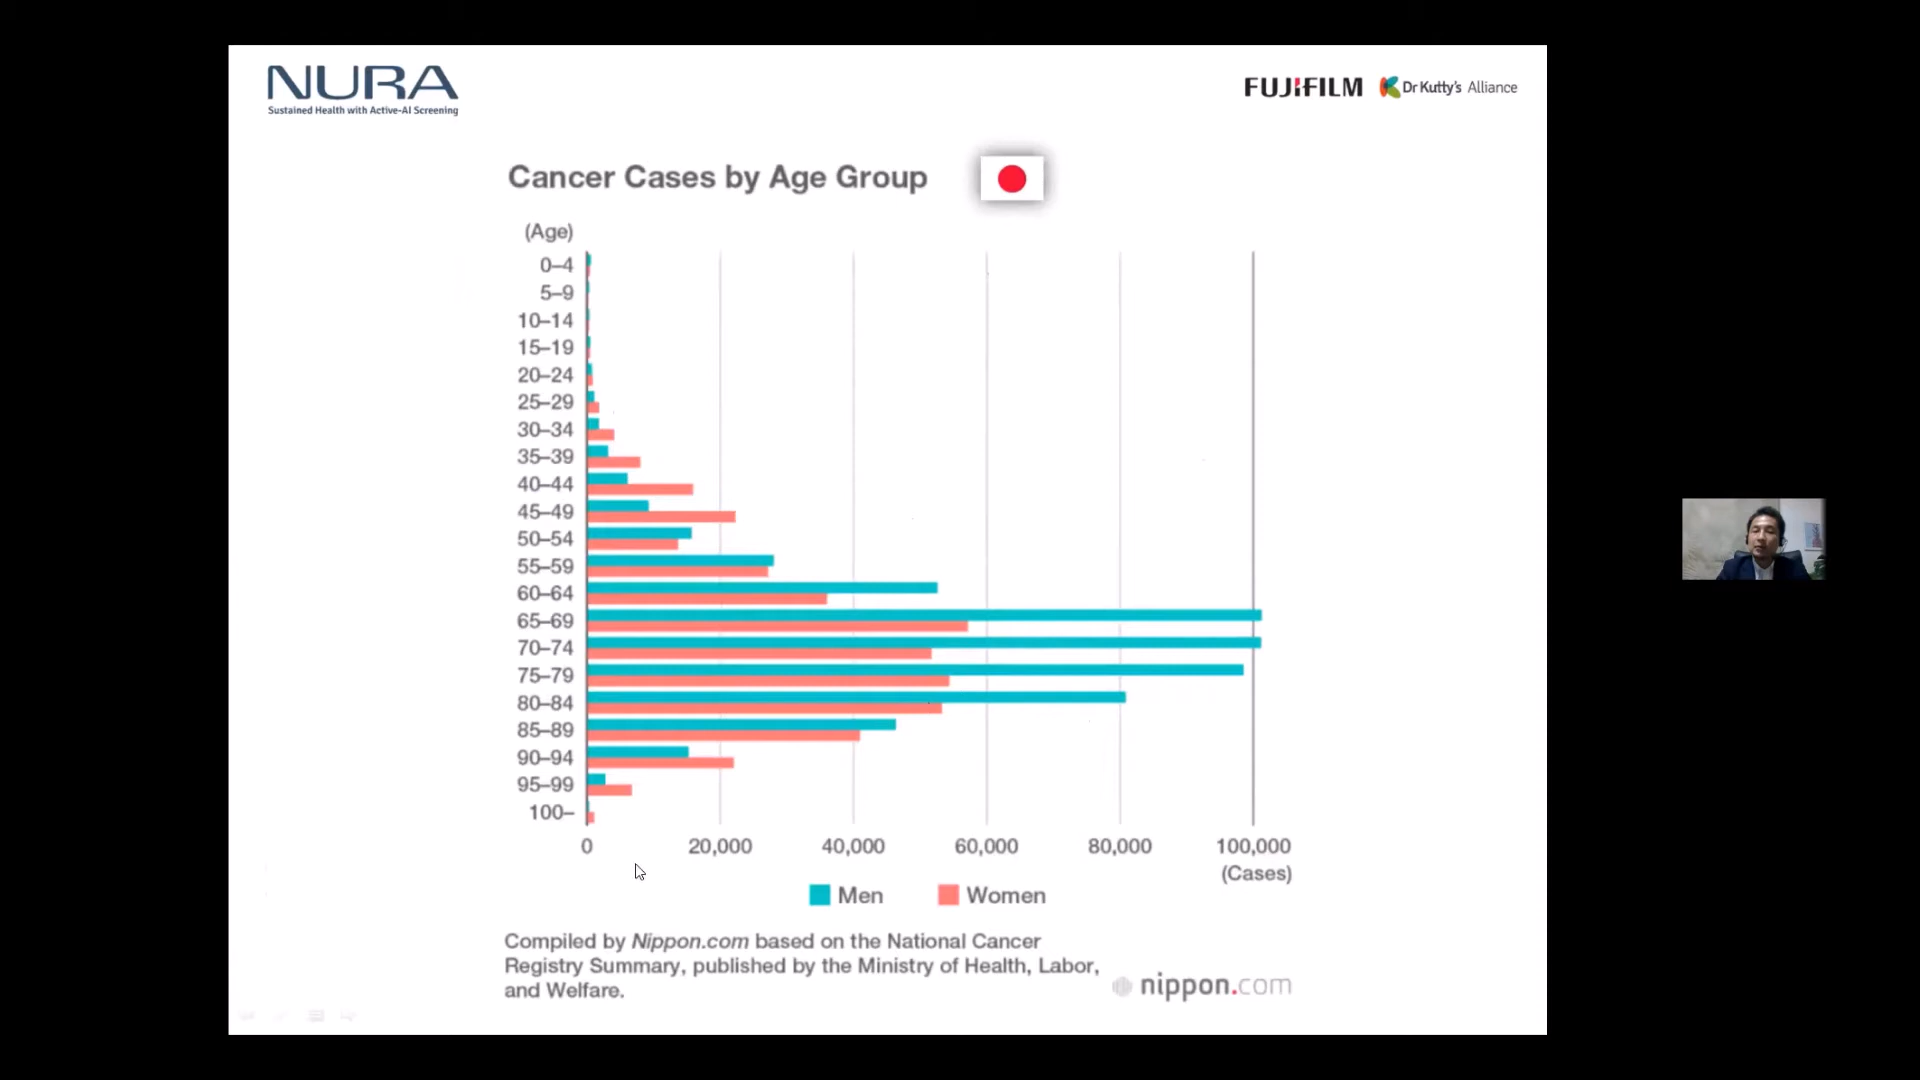 NURA
Sustained Health with Active-AI Screening
FUJIFILM
Dr Kutty's Alliance
Cancer Cases by Age Group
(Age)
0–4
5–9
10–14
15–19
20–24
25–29
30–34
35–39
40–44
45–49
50–54
55–59
60–64
65–69
70–74
75–79
80–84
85–89
90–94
95–99
100–
0 20,000 40,000 60,000 80,000 100,000
(Cases)
Men Women
Compiled by Nippon.com based on the National Cancer
Registry Summary, published by the Ministry of Health, Labor,
and Welfare.
nippon.com